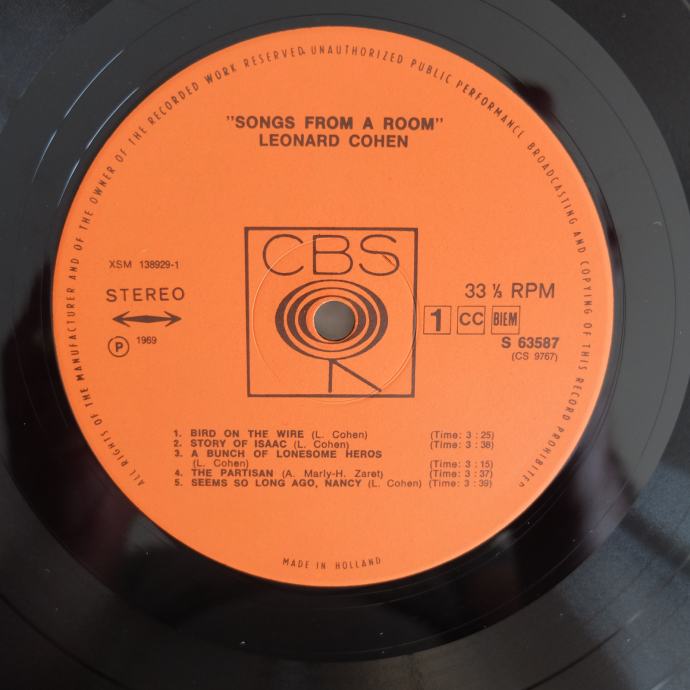 ALL RIGHTS OF THE MANUFACTURER AND OF THE OWNER OF THE RECORDED WORK RESERVED. UNAUTHORIZED PUBLIC PERFORMANCE BROADCASTING AND COPYING OF THIS RECORD PROHIBITED
"SONGS FROM A ROOM"
LEONARD COHEN
CBS
XSM 138929-1
STEREO
Ⓟ 1969
33 ⅓ RPM
1 CC BIEM
S 63587
(CS 9767)
1. BIRD ON THE WIRE (L. Cohen) (Time: 3 : 25)
2. STORY OF ISAAC (L. Cohen) (Time: 3 : 38)
3. A BUNCH OF LONESOME HEROS
(L. Cohen) (Time: 3 : 15)
4. THE PARTISAN (A. Marly-H. Zaret) (Time: 3 : 37)
5. SEEMS SO LONG AGO, NANCY (L. Cohen) (Time: 3 : 39)
MADE IN HOLLAND